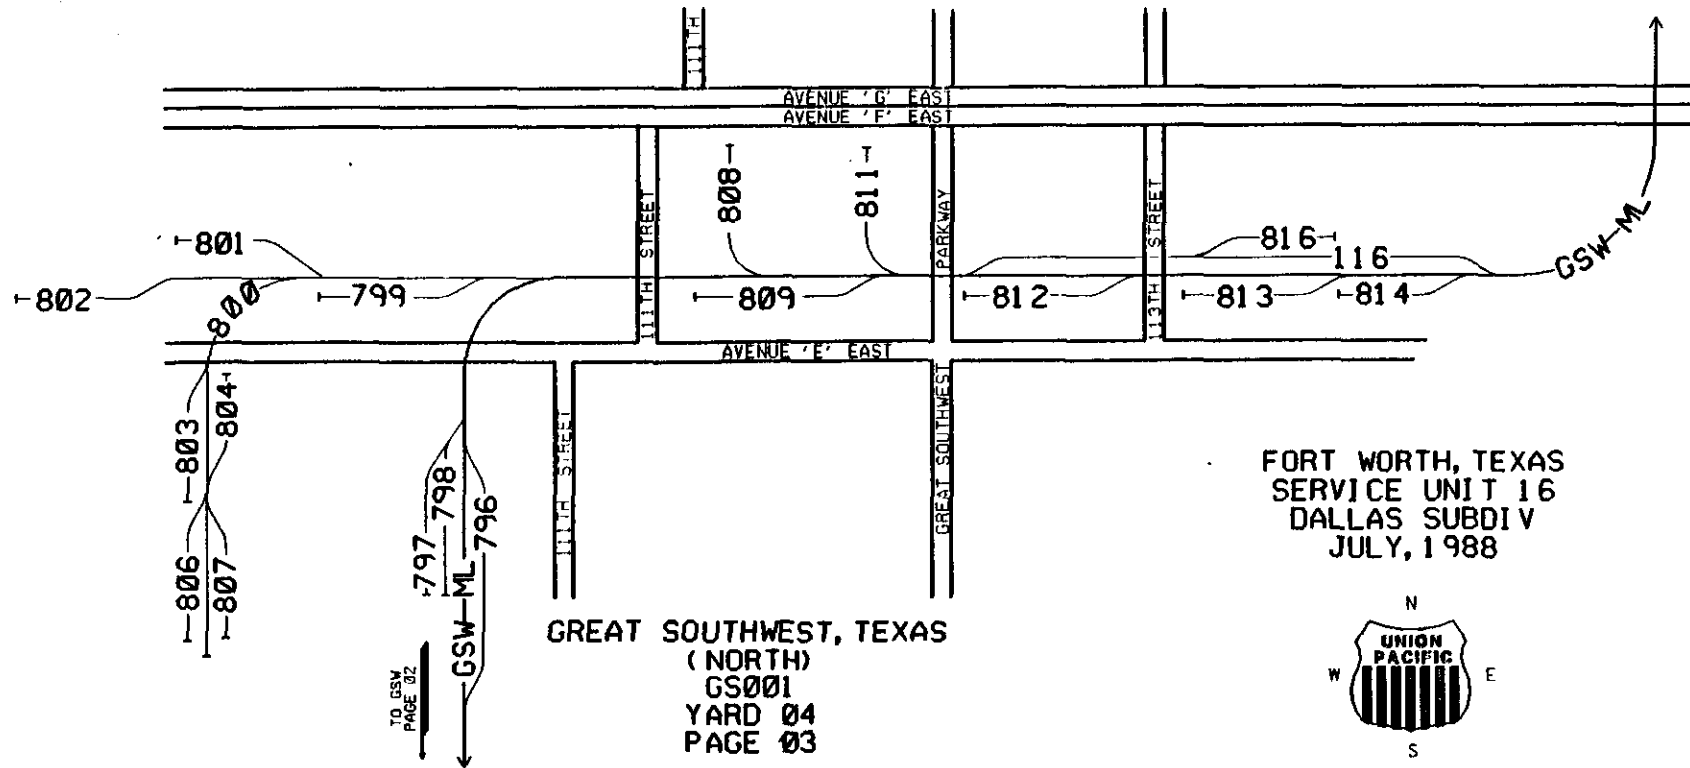 111TH
AVENUE 'G' EAST
AVENUE 'F' EAST
111TH STREET
808
811
PARKWAY
113TH STREET
801
816
GSW-ML
116
802
800
799
809
812
813
814
AVENUE 'E' EAST
803
804
111TH STREET
GREAT SOUTHWEST
797
798
796
806
807
GSW-ML
TO GSW
PAGE 02
FORT WORTH, TEXAS
SERVICE UNIT 16
DALLAS SUBDIV
JULY, 1988
GREAT SOUTHWEST, TEXAS
(NORTH)
GS001
YARD 04
PAGE 03
N
UNION
PACIFIC
W
E
S